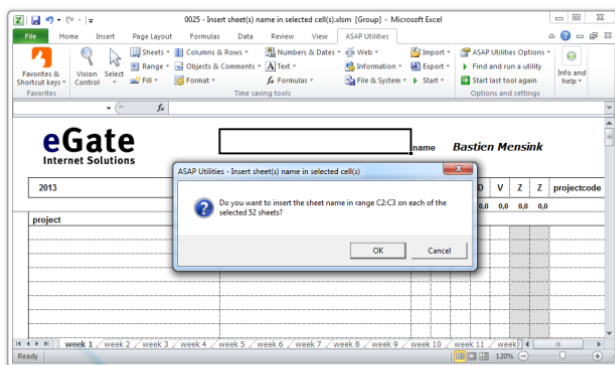 0025 - Insert sheet(s) name in selected cell(s).xlsm [Group] - Microsoft Excel
File Home Insert Page Layout Formulas Data Review View ASAP Utilities
Favorites & Shortcut keys
Vision Control
Select
Sheets Columns & Rows Numbers & Dates Web Import ASAP Utilities Options
Range Objects & Comments Text Information Export Find and run a utility
Fill Format Formulas File & System Start Start last tool again
Info and help
Favorites Time saving tools Options and settings
fx
eGate
Internet Solutions
name Bastien Mensink
ASAP Utilities - Insert sheet(s) name in selected cell(s)
2013 D V Z Z projectcode
Do you want to insert the sheet name in range C2:C3 on each of the
selected 52 sheets?
0,0 0,0 0,0 0,0
project
OK Cancel
week 1 week 2 week 3 week 4 week 5 week 6 week 7 week 8 week 9 week 10 week 11 week
Ready 120%